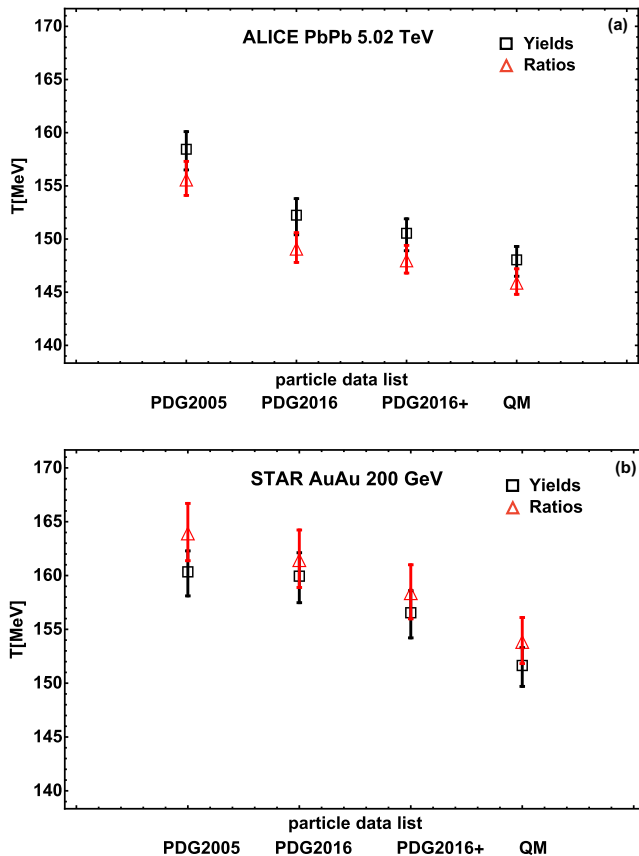 (a)
ALICE PbPb 5.02 TeV
Yields
Ratios
T[MeV]
170
165
160
155
150
145
140
particle data list
PDG2005 PDG2016 PDG2016+ QM
(b)
STAR AuAu 200 GeV
Yields
Ratios
T[MeV]
170
165
160
155
150
145
140
particle data list
PDG2005 PDG2016 PDG2016+ QM